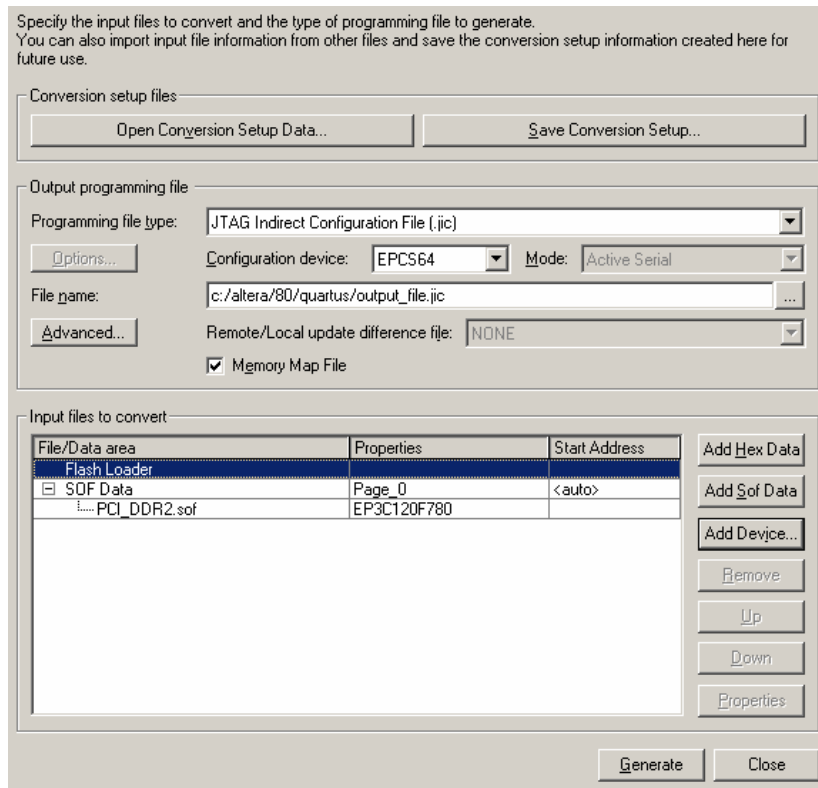 Specify the input files to convert and the type of programming file to generate.
You can also import input file information from other files and save the conversion setup information created here for
future use.
Conversion setup files
Open Conversion Setup Data... Save Conversion Setup...
Output programming file
Programming file type: JTAG Indirect Configuration File (.jic)
Options... Configuration device: EPCS64 Mode: Active Serial
File name: c:/altera/80/quartus/output_file.jic ...
Advanced... Remote/Local update difference file: NONE
Memory Map File
Input files to convert
File/Data area Properties Start Address Add Hex Data
Flash Loader
SOF Data Page_0 <auto> Add Sof Data
PCI_DDR2.sof EP3C120F780
Add Device...
Remove
Up
Down
Properties
Generate Close